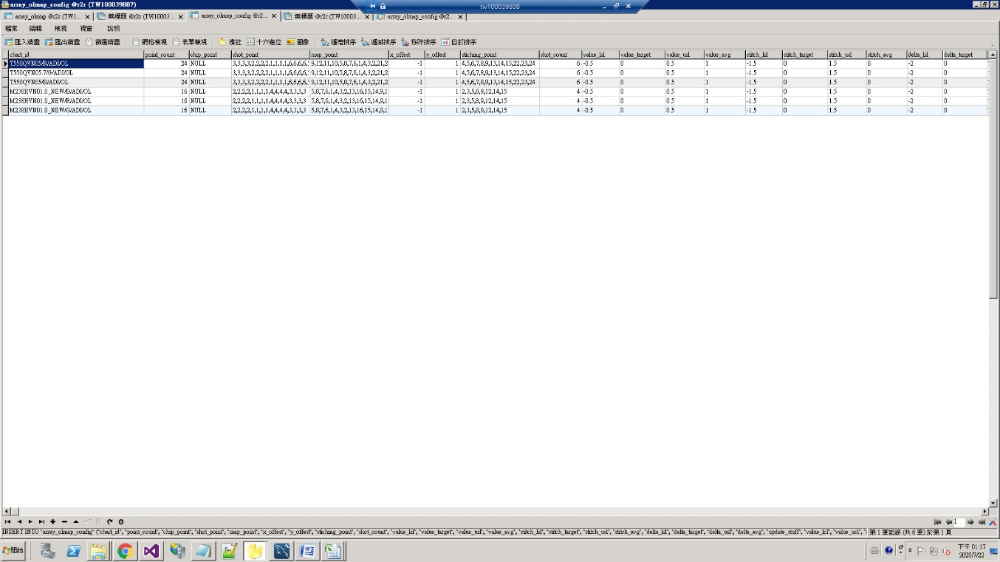 array_olmap_config @r2r (TW100039807)
tw100039808
array_olamp @r2r (TW1... 無標題 @r2r (TW10003... array_olmap_config @r2... 無標題 @r2r (TW10003... array_olmap_config @r2...
檔案 編輯 檢視 視窗 說明
匯入精靈 匯出精靈 篩選精靈 網格檢視 表單檢視 備註 十六進位 圖像 遞增排序 遞減排序 移除排序 自訂排序
chart_id point_count chip_point shot_point map_point x_offest y_offest stiching_point shot_count value_lsl value_target value_usl value_avg stitch_lsl stitch_target stitch_usl stitch_avg delta_lsl delta_target
T550QVN05/R/ADI/OL 24 NULL 3,3,3,3,2,2,2,2,1,1,1,1,6,6,6,6, 9,12,11,10,5,8,7,6,1,4,3,2,21,2 -1 1 4,5,6,7,8,9,13,14,15,22,23,24 6 -0.5 0 0.5 1 -1.5 0 1.5 0 -2 0
T550QVN05.7/G/ADI/OL 24 NULL 3,3,3,3,2,2,2,2,1,1,1,1,6,6,6,6, 9,12,11,10,5,8,7,6,1,4,3,2,21,2 -1 1 4,5,6,7,8,9,13,14,15,22,23,24 6 -0.5 0 0.5 1 -1.5 0 1.5 0 -2 0
T550QVN05/B/ADI/OL 24 NULL 3,3,3,3,2,2,2,2,1,1,1,1,6,6,6,6, 9,12,11,10,5,8,7,6,1,4,3,2,21,2 -1 1 4,5,6,7,8,9,13,14,15,22,23,24 6 -0.5 0 0.5 1 -1.5 0 1.5 0 -2 0
M238HVN01.0_NEW/B/ADI/OL 16 NULL 2,2,2,2,1,1,1,1,4,4,4,4,3,3,3,3 5,8,7,6,1,4,3,2,13,16,15,14,9,1 -1 1 2,3,5,8,9,12,14,15 4 -0.5 0 0.5 1 -1.5 0 1.5 0 -2 0
M238HVN01.0_NEW/R/ADI/OL 16 NULL 2,2,2,2,1,1,1,1,4,4,4,4,3,3,3,3 5,8,7,6,1,4,3,2,13,16,15,14,9,1 -1 1 2,3,5,8,9,12,14,15 4 -0.5 0 0.5 1 -1.5 0 1.5 0 -2 0
M238HVN01.0_NEW/G/ADI/OL 16 NULL 2,2,2,2,1,1,1,1,4,4,4,4,3,3,3,3 5,8,7,6,1,4,3,2,13,16,15,14,9,1 -1 1 2,3,5,8,9,12,14,15 4 -0.5 0 0.5 1 -1.5 0 1.5 0 -2 0
1
INSERT INTO `array_olmap_config` (`chart_id`, `point_count`, `chip_point`, `shot_point`, `map_point`, `x_offest`, `y_offest`, `stiching_point`, `shot_count`, `value_lsl`, `value_target`, `value_usl`, `value_avg`, `stitch_lsl`, `stitch_target`, `stitch_usl`, `stitch_avg`, `delta_lsl`, `delta_target`, `delta_usl`, `delta_avg`, `update_stuff`, `value_lcl`, `value_ucl`, 第 1 筆記錄 (共 6 筆) 於第 1 頁
開始 下午 01:17
2020/7/22